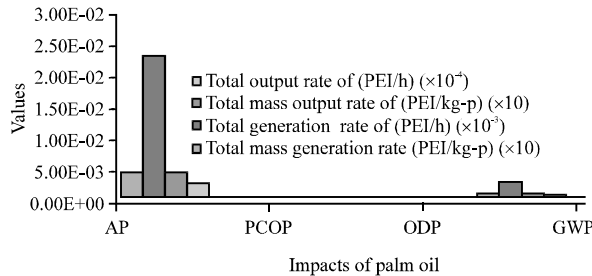 3.00E-02
2.50E-02
2.00E-02
1.50E-02
1.00E-02
5.00E-03
0.00E+00
Values
Total output rate of (PEI/h) (×10⁻⁴)
Total mass output rate of (PEI/kg-p) (×10)
Total generation rate of (PEI/h) (×10⁻³)
Total mass generation rate (PEI/kg-p) (×10)
AP PCOP ODP GWP
Impacts of palm oil